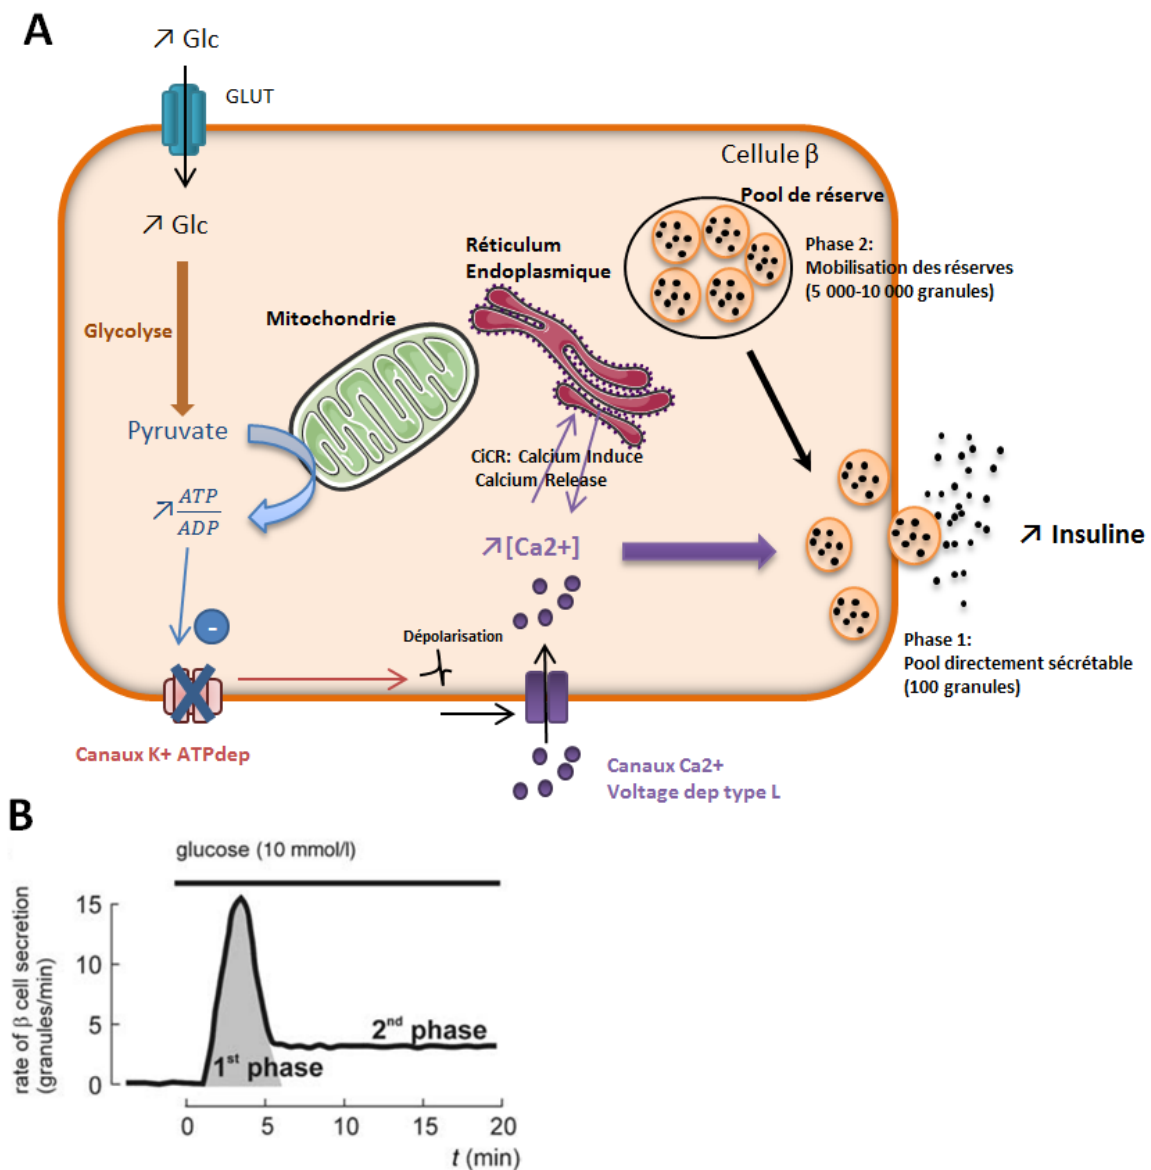 A
↗ Glc
GLUT
Cellule β
Pool de réserve
↗ Glc
Réticulum
Endoplasmique
Phase 2:
Mobilisation des réserves
(5 000-10 000 granules)
Mitochondrie
Glycolyse
Pyruvate
CiCR: Calcium Induce
Calcium Release
↗ ATP
ADP
↗[Ca2+]
↗ Insuline
-
Dépolarisation
Phase 1:
Pool directement sécrétable
(100 granules)
Canaux K+ ATPdep
Canaux Ca2+
Voltage dep type L
B
glucose (10 mmol/l)
rate of β cell secretion
(granules/min)
15
10
5
0
1st phase
2nd phase
0 5 10 15 20
t (min)